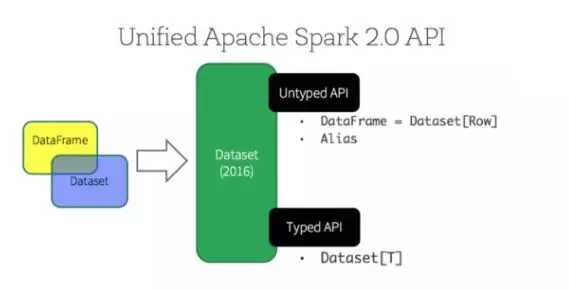 Unified Apache Spark 2.0 API
Untyped API
• DataFrame = Dataset[Row]
• Alias
DataFrame
Dataset
Dataset
(2016)
Typed API
• Dataset[T]